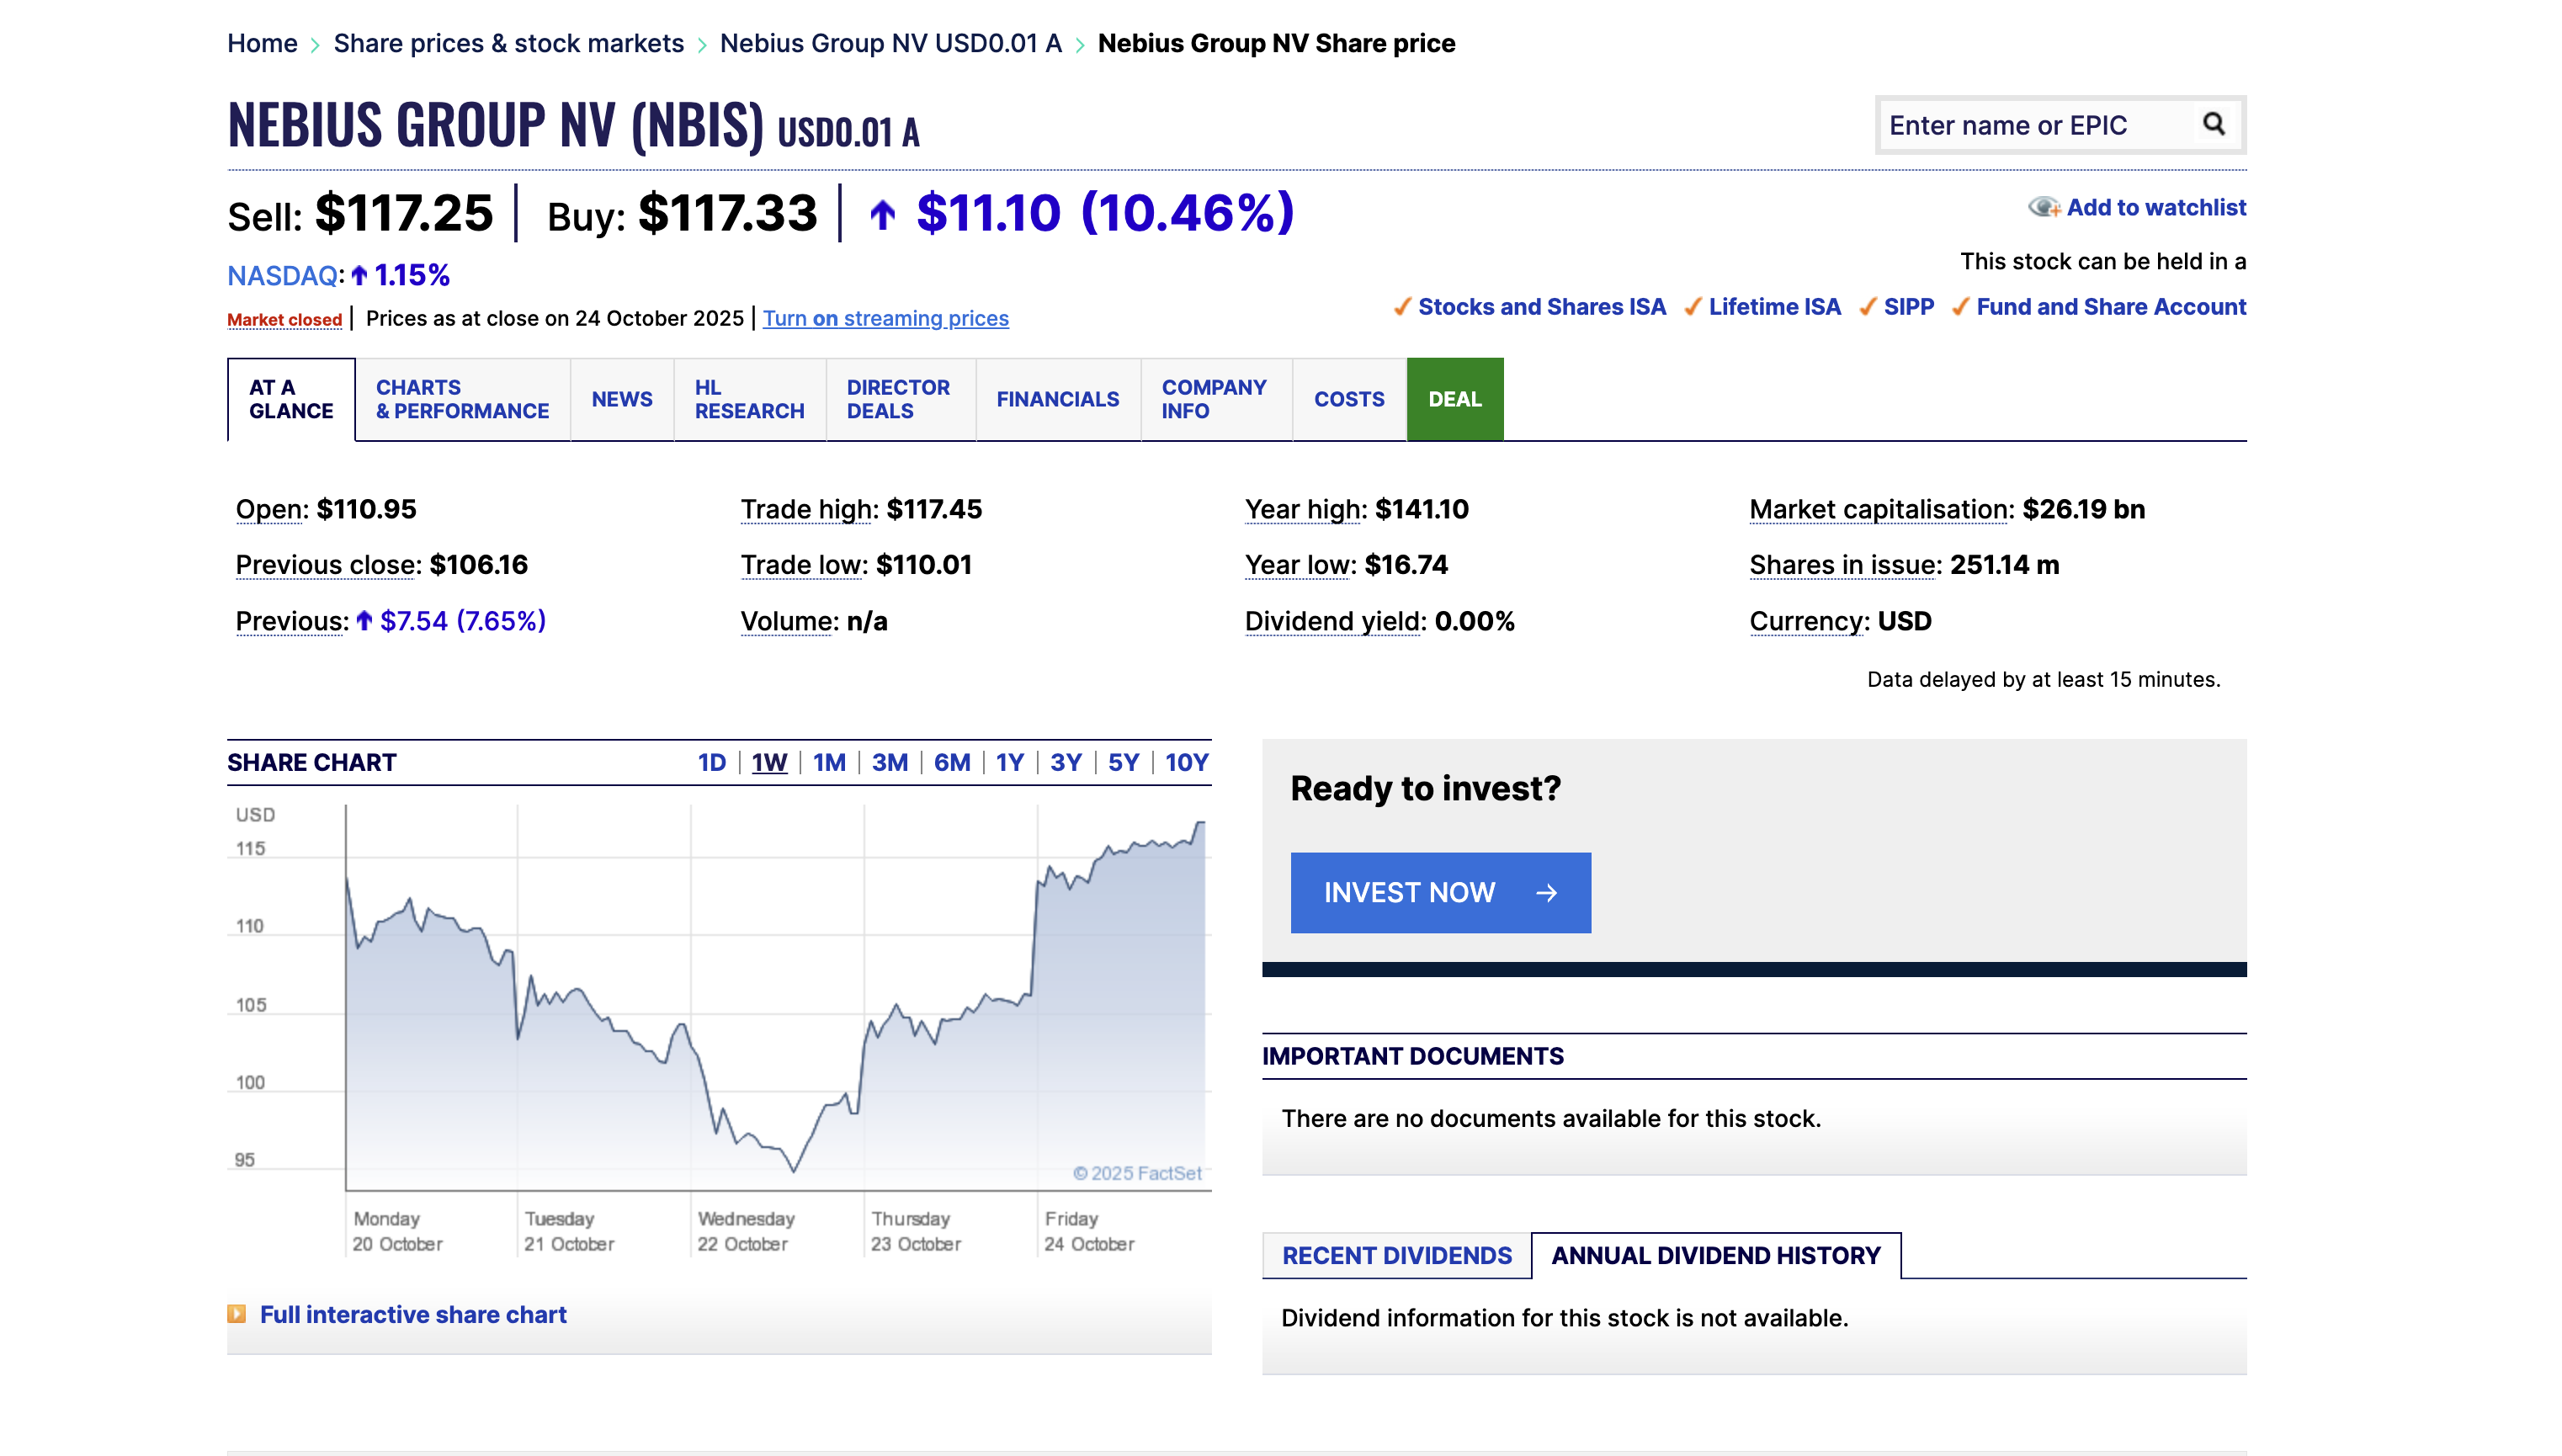 Home > Share prices & stock markets > Nebius Group NV USD0.01 A > Nebius Group NV Share price
NEBIUS GROUP NV (NBIS) USD0.01 A
Enter name or EPIC
Sell: $117.25 | Buy: $117.33 | $11.10 (10.46%)
Add to watchlist
NASDAQ: 1.15%
This stock can be held in a
Market closed | Prices as at close on 24 October 2025 | Turn on streaming prices
Stocks and Shares ISA Lifetime ISA SIPP Fund and Share Account
AT A GLANCE
CHARTS & PERFORMANCE
NEWS
HL RESEARCH
DIRECTOR DEALS
FINANCIALS
COMPANY INFO
COSTS
DEAL
Open: $110.95
Trade high: $117.45
Year high: $141.10
Market capitalisation: $26.19 bn
Previous close: $106.16
Trade low: $110.01
Year low: $16.74
Shares in issue: 251.14 m
Previous: $7.54 (7.65%)
Volume: n/a
Dividend yield: 0.00%
Currency: USD
Data delayed by at least 15 minutes.
SHARE CHART
1D | 1W | 1M | 3M | 6M | 1Y | 3Y | 5Y | 10Y
USD
115
110
105
100
95
© 2025 FactSet
Monday 20 October
Tuesday 21 October
Wednesday 22 October
Thursday 23 October
Friday 24 October
Full interactive share chart
Ready to invest?
INVEST NOW →
IMPORTANT DOCUMENTS
There are no documents available for this stock.
RECENT DIVIDENDS
ANNUAL DIVIDEND HISTORY
Dividend information for this stock is not available.